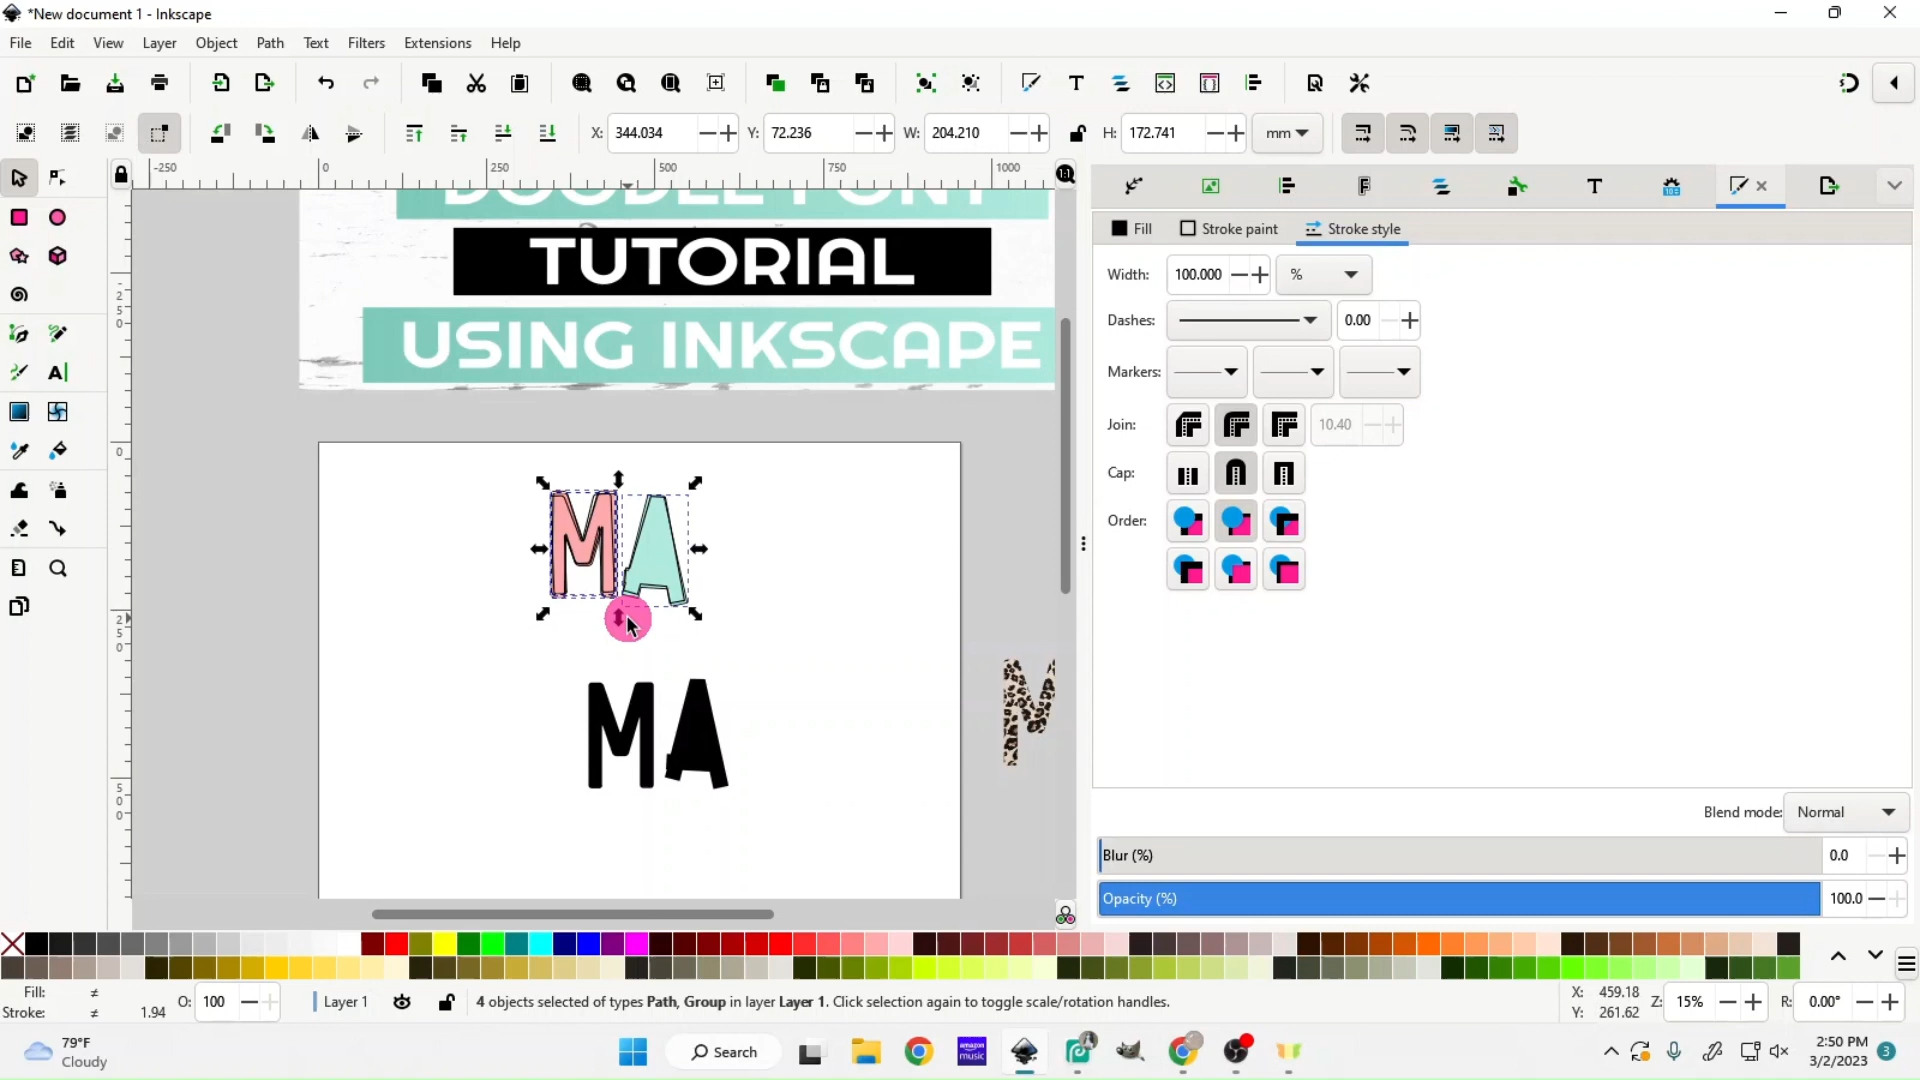 *New document 1 - Inkscape
File Edit View Layer Object Path Text Filters Extensions Help
X: 344.034 Y: 72.236 W: 204.210 H: 172.741 mm
-250 0 250 500 750 1000
DOODLE FONT
TUTORIAL
USING INKSCAPE
0
250
500
MA
MA
M
Fill Stroke paint Stroke style
Width: 100.000 %
Dashes: 0.00
Markers:
Join: 10.40
Cap:
Order:
Blend mode: Normal
Blur (%) 0.0
Opacity (%) 100.0
Fill: ≠
Stroke: ≠ 1.94
O: 100
Layer 1
4 objects selected of types Path, Group in layer Layer 1. Click selection again to toggle scale/rotation handles.
X: 459.18
Y: 261.62
Z: 15%
R: 0.00°
79°F
Cloudy
Search
amazon music
2:50 PM
3/2/2023
3